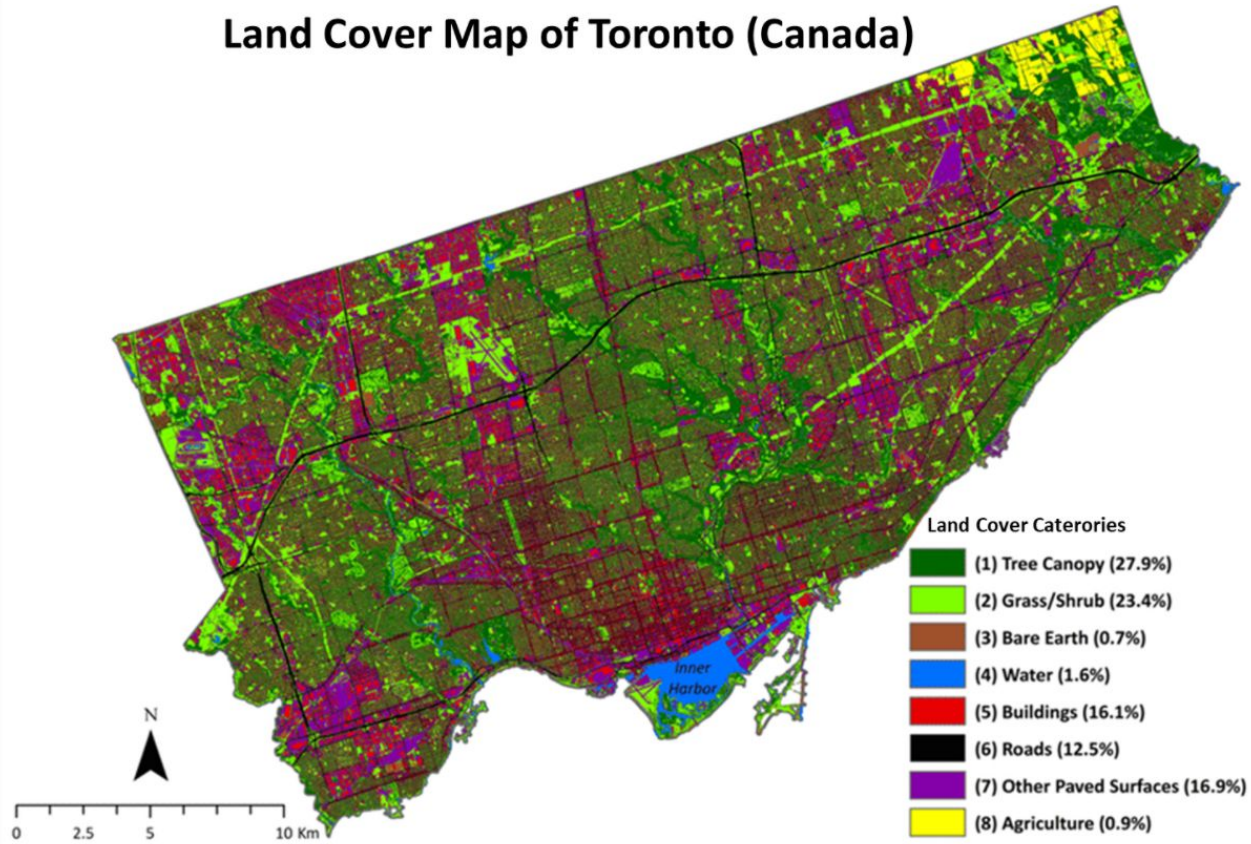 Land Cover Map of Toronto (Canada)
Inner
Harbor
Land Cover Caterories
(1) Tree Canopy (27.9%)
(2) Grass/Shrub (23.4%)
(3) Bare Earth (0.7%)
(4) Water (1.6%)
(5) Buildings (16.1%)
(6) Roads (12.5%)
(7) Other Paved Surfaces (16.9%)
(8) Agriculture (0.9%)
N
0 2.5 5 10 Km